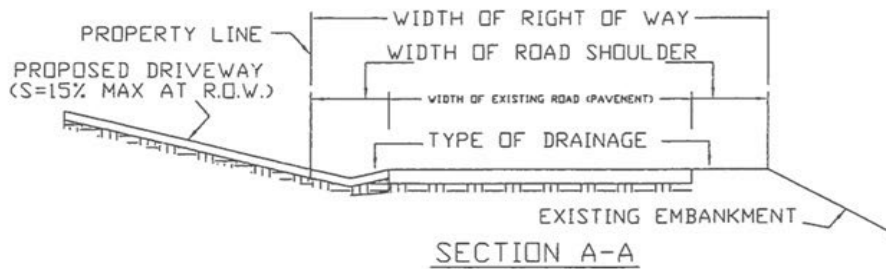 WIDTH OF RIGHT OF WAY
PROPERTY LINE
WIDTH OF ROAD SHOULDER
PROPOSED DRIVEWAY
(S=15% MAX AT R.O.W.)
WIDTH OF EXISTING ROAD (PAVEMENT)
TYPE OF DRAINAGE
EXISTING EMBANKMENT
SECTION A-A